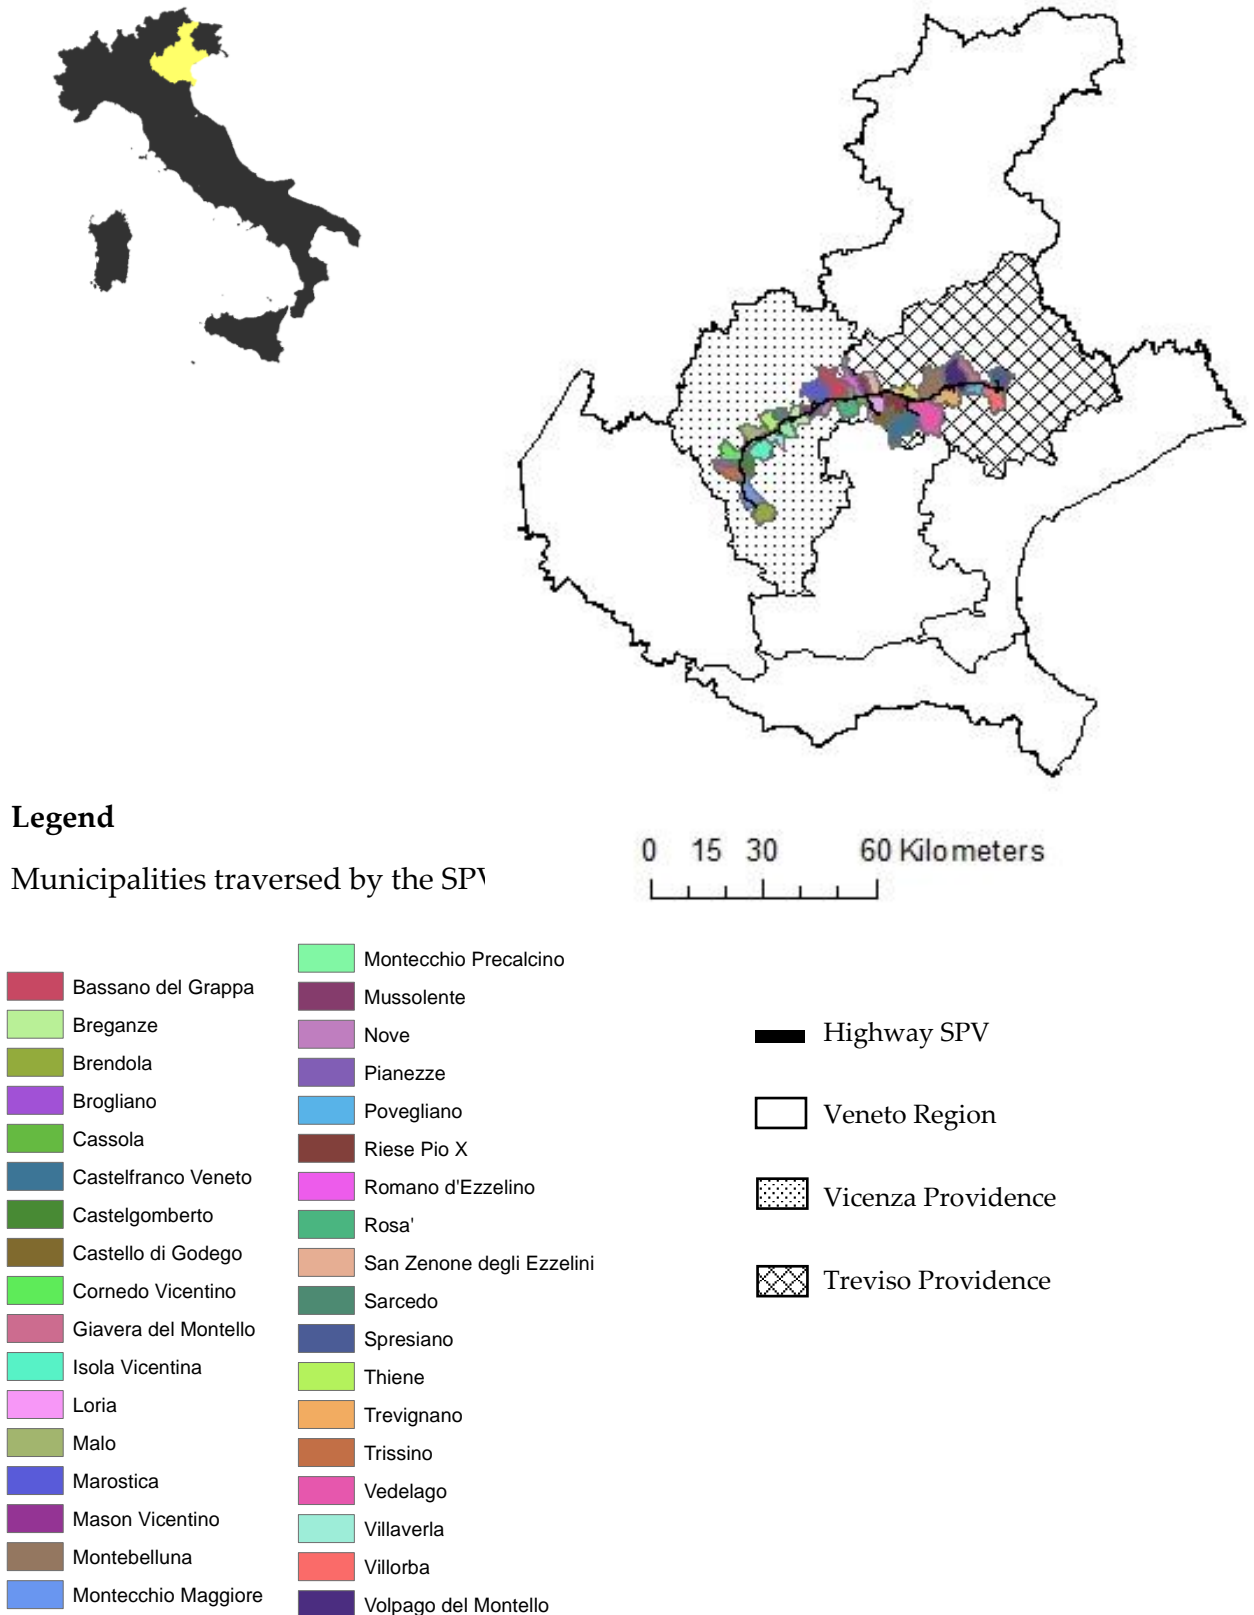 0 15 30 60 Kilometers
Legend
Municipalities traversed by the SPV
Bassano del Grappa
Breganze
Brendola
Brogliano
Cassola
Castelfranco Veneto
Castelgomberto
Castello di Godego
Cornedo Vicentino
Giavera del Montello
Isola Vicentina
Loria
Malo
Marostica
Mason Vicentino
Montebelluna
Montecchio Maggiore
Montecchio Precalcino
Mussolente
Nove
Pianezze
Povegliano
Riese Pio X
Romano d'Ezzelino
Rosa'
San Zenone degli Ezzelini
Sarcedo
Spresiano
Thiene
Trevignano
Trissino
Vedelago
Villaverla
Villorba
Volpago del Montello
Highway SPV
Veneto Region
Vicenza Providence
Treviso Providence